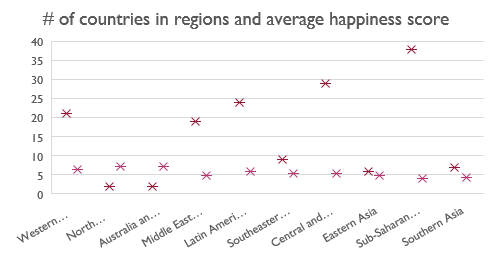 # of countries in regions and average happiness score
40
35
30
25
20
15
10
5
0
Western...
North...
Australia an...
Middle East...
Latin Ameri...
Southeaster...
Central and...
Eastern Asia
Sub-Saharan...
Southern Asia